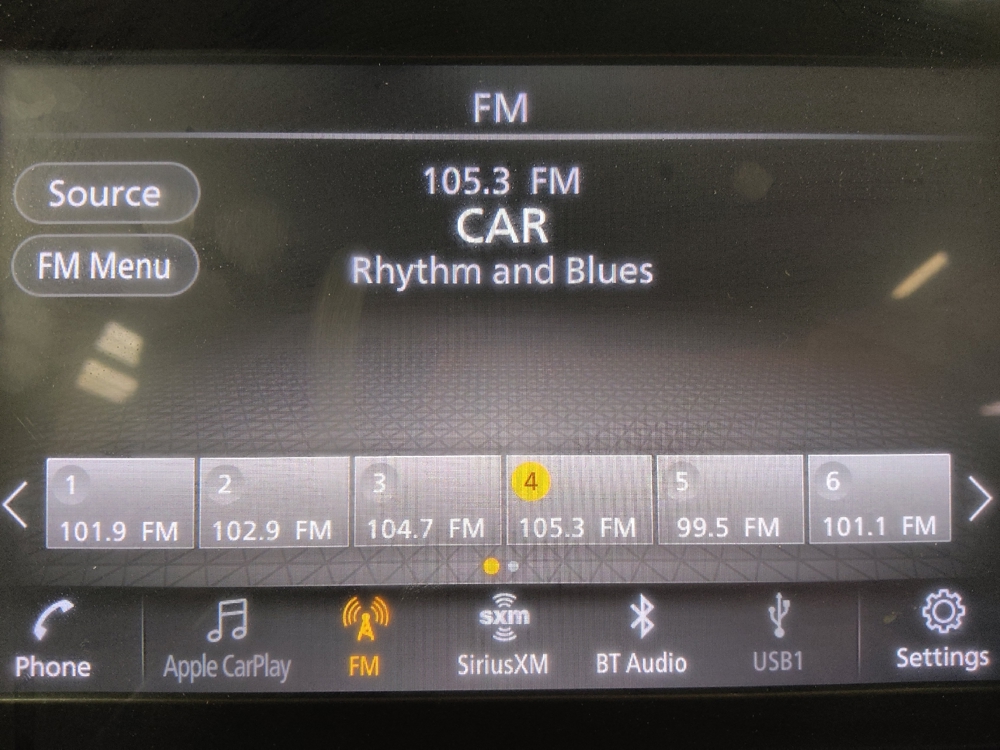 FM
Source
105.3 FM
CAR
FM Menu
Rhythm and Blues
1 2 3 4 5 6
101.9 FM 102.9 FM 104.7 FM 105.3 FM 99.5 FM 101.1 FM
sxm
Phone Apple CarPlay FM SiriusXM BT Audio USB1 Settings